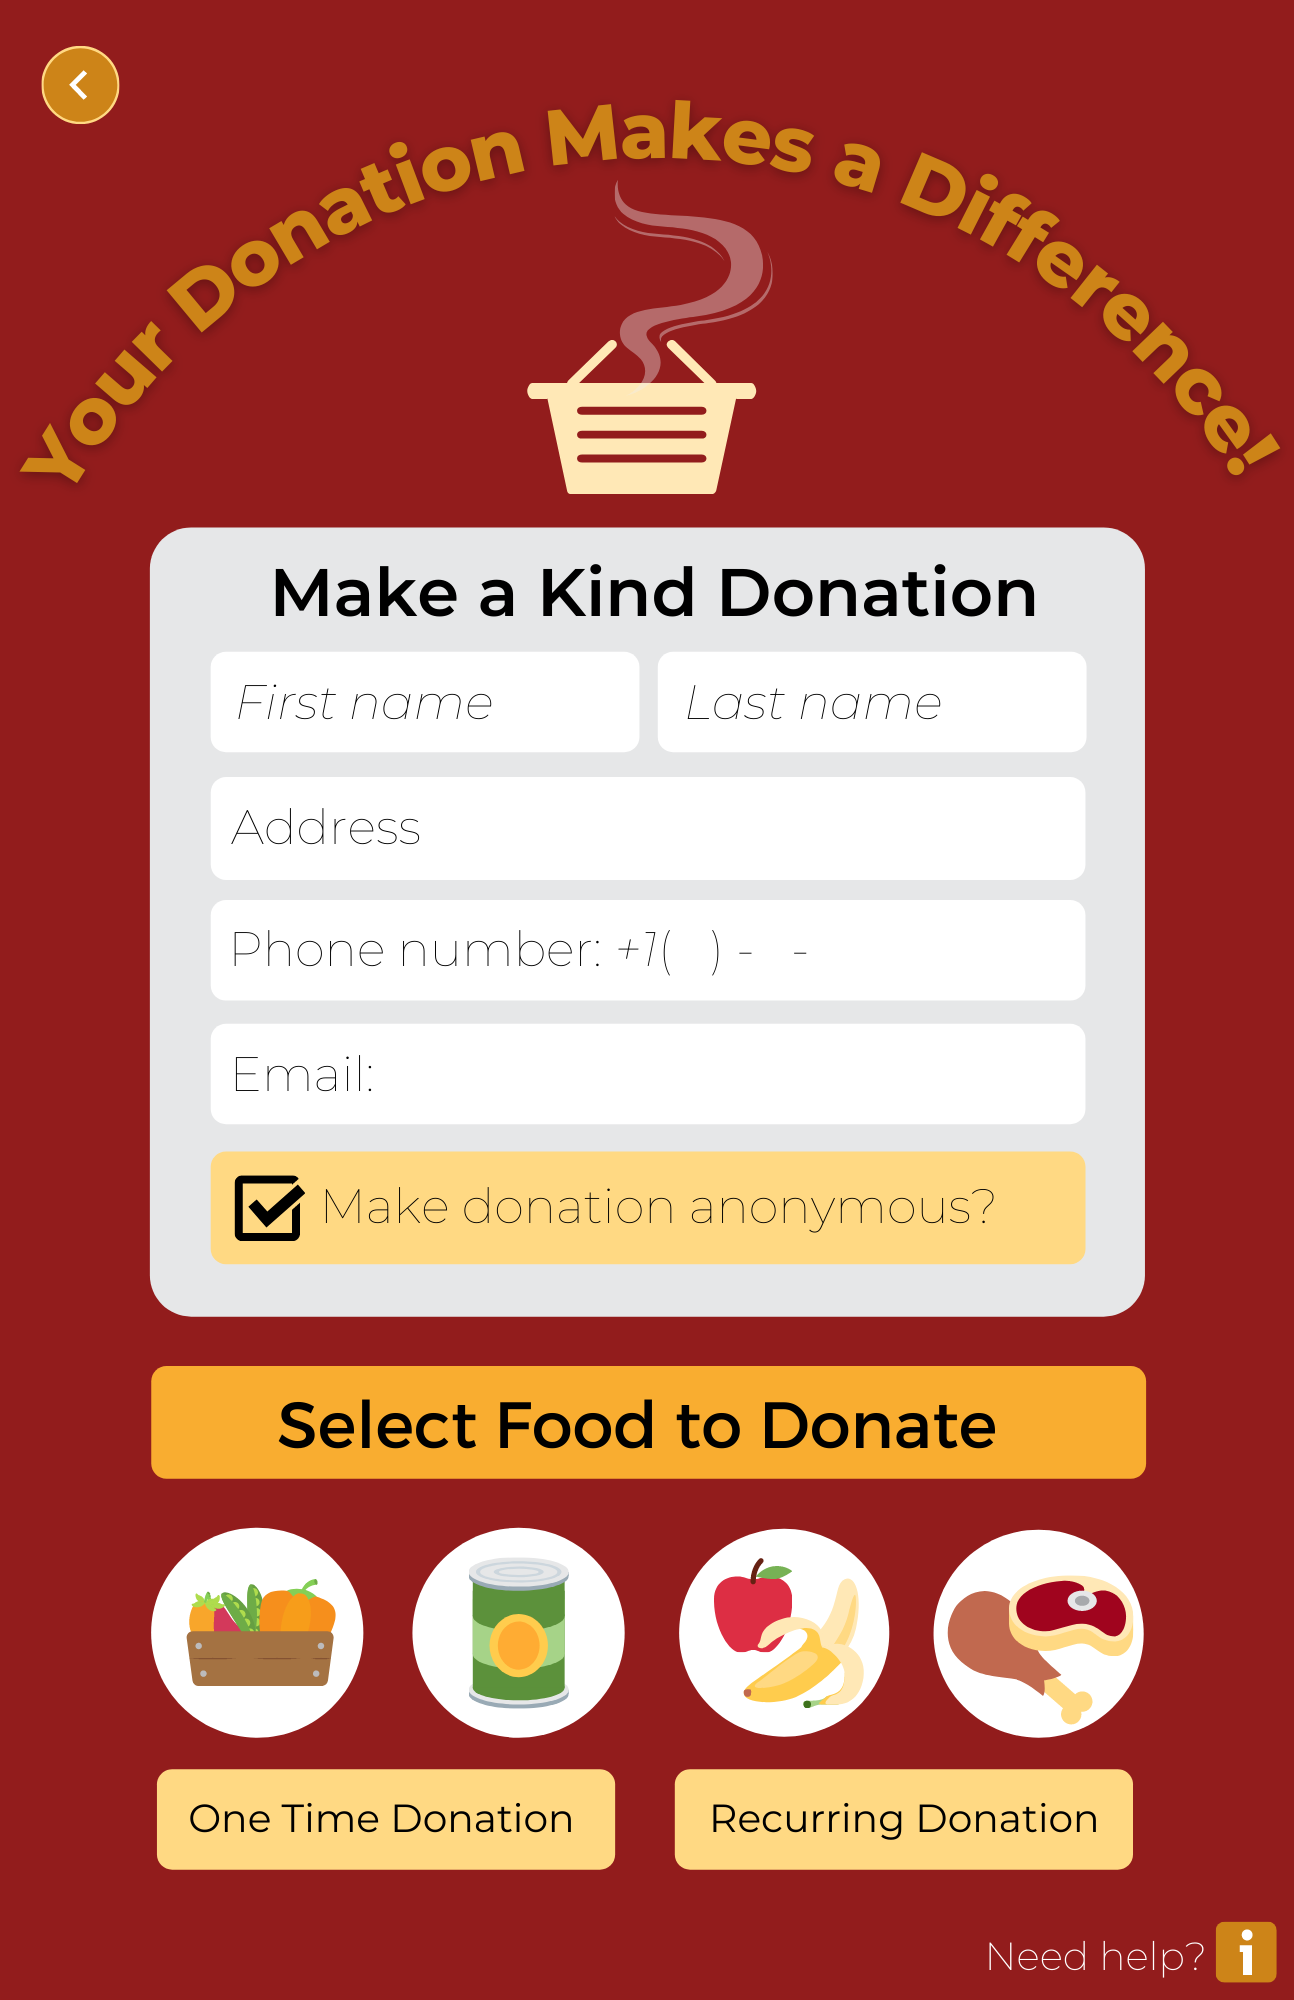 Your Donation Makes a Difference!
Make a Kind Donation
First name
Last name
Address
Phone number: +1(   ) -   -
Email:
Make donation anonymous?
Select Food to Donate
One Time Donation
Recurring Donation
Need help? i